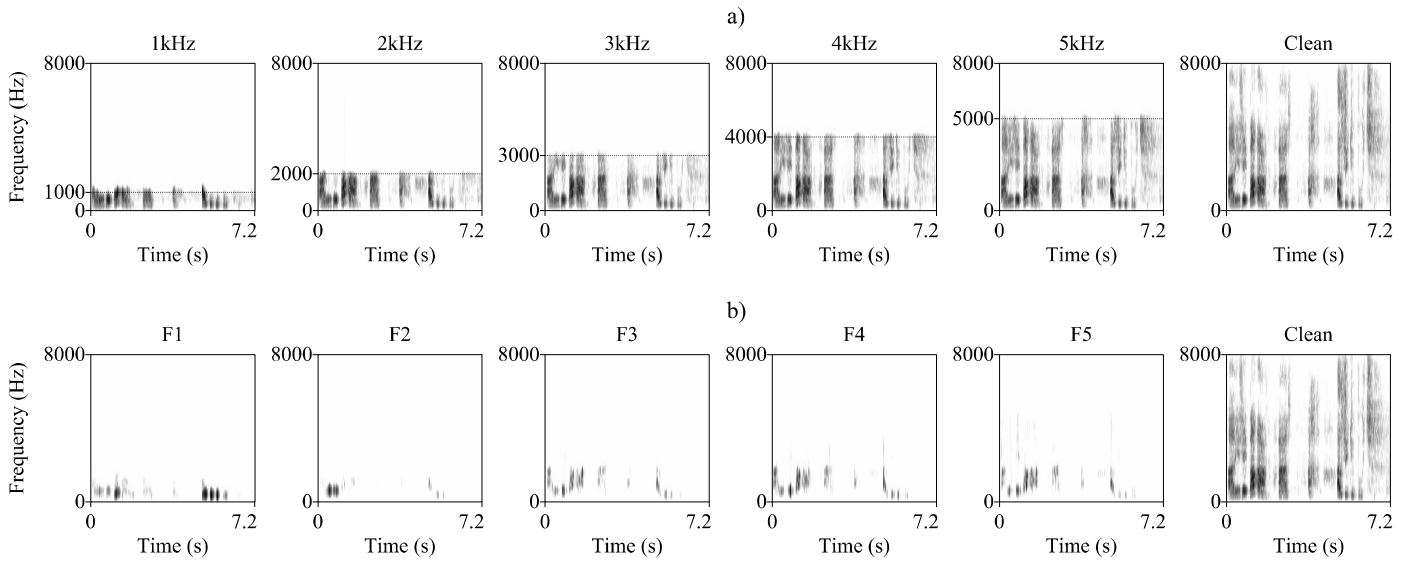 a)
1kHz 2kHz 3kHz 4kHz 5kHz Clean
Frequency (Hz)
8000 8000 8000 8000 8000 8000
5000
4000
3000
2000
1000
0 0 0 0 0 0
0 7.2 0 7.2 0 7.2 0 7.2 0 7.2 0 7.2
Time (s) Time (s) Time (s) Time (s) Time (s) Time (s)
b)
F1 F2 F3 F4 F5 Clean
Frequency (Hz)
8000 8000 8000 8000 8000 8000
0 0 0 0 0 0
0 7.2 0 7.2 0 7.2 0 7.2 0 7.2 0 7.2
Time (s) Time (s) Time (s) Time (s) Time (s) Time (s)